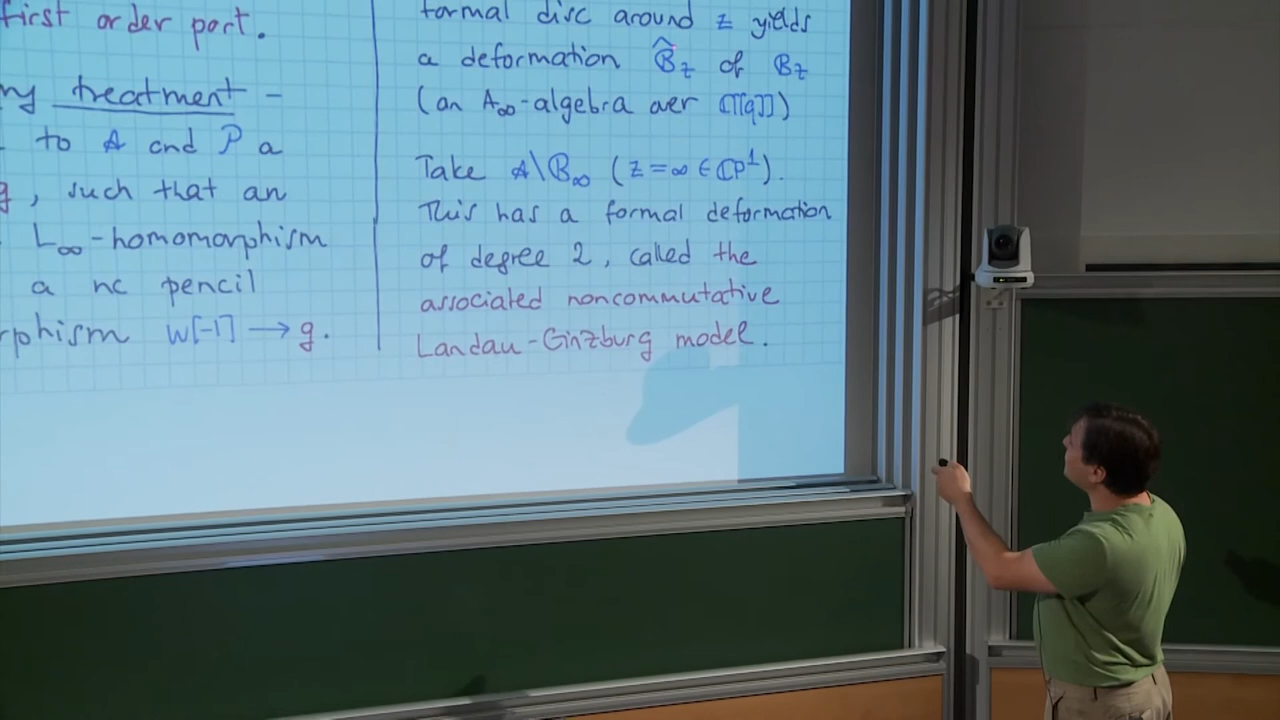 first order part.
treatment -
to A and P a
g, such that an
L∞-homomorphism
a nc pencil
W[-1] → g.
formal disc around z yields
a deformation B̂z of Bz
(an A∞-algebra over ℂ[[q]])
Take A\B∞ (z=∞∈ℂP¹).
This has a formal deformation
of degree 2, called the
associated noncommutative
Landau-Ginzburg model.